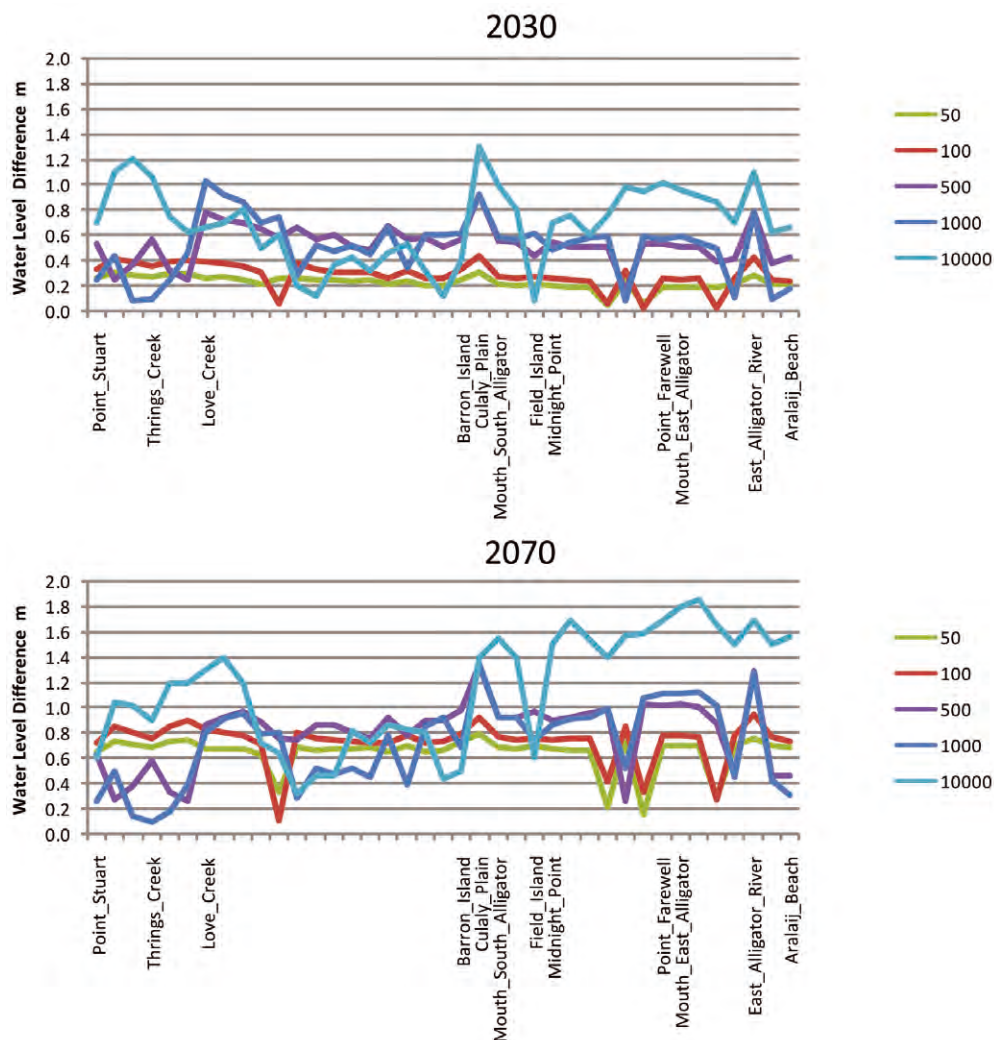 2030
Water Level Difference m
2.0
1.8
1.6
1.4
1.2
1.0
0.8
0.6
0.4
0.2
0.0
Point_Stuart
Thrings_Creek
Love_Creek
Barron_Island
Culaly_Plain
Mouth_South_Alligator
Field_Island
Midnight_Point
Point_Farewell
Mouth_East_Alligator
East_Alligator_River
Aralaij_Beach
50
100
500
1000
10000
2070
Water Level Difference m
2.0
1.8
1.6
1.4
1.2
1.0
0.8
0.6
0.4
0.2
0.0
Point_Stuart
Thrings_Creek
Love_Creek
Barron_Island
Culaly_Plain
Mouth_South_Alligator
Field_Island
Midnight_Point
Point_Farewell
Mouth_East_Alligator
East_Alligator_River
Aralaij_Beach
50
100
500
1000
10000